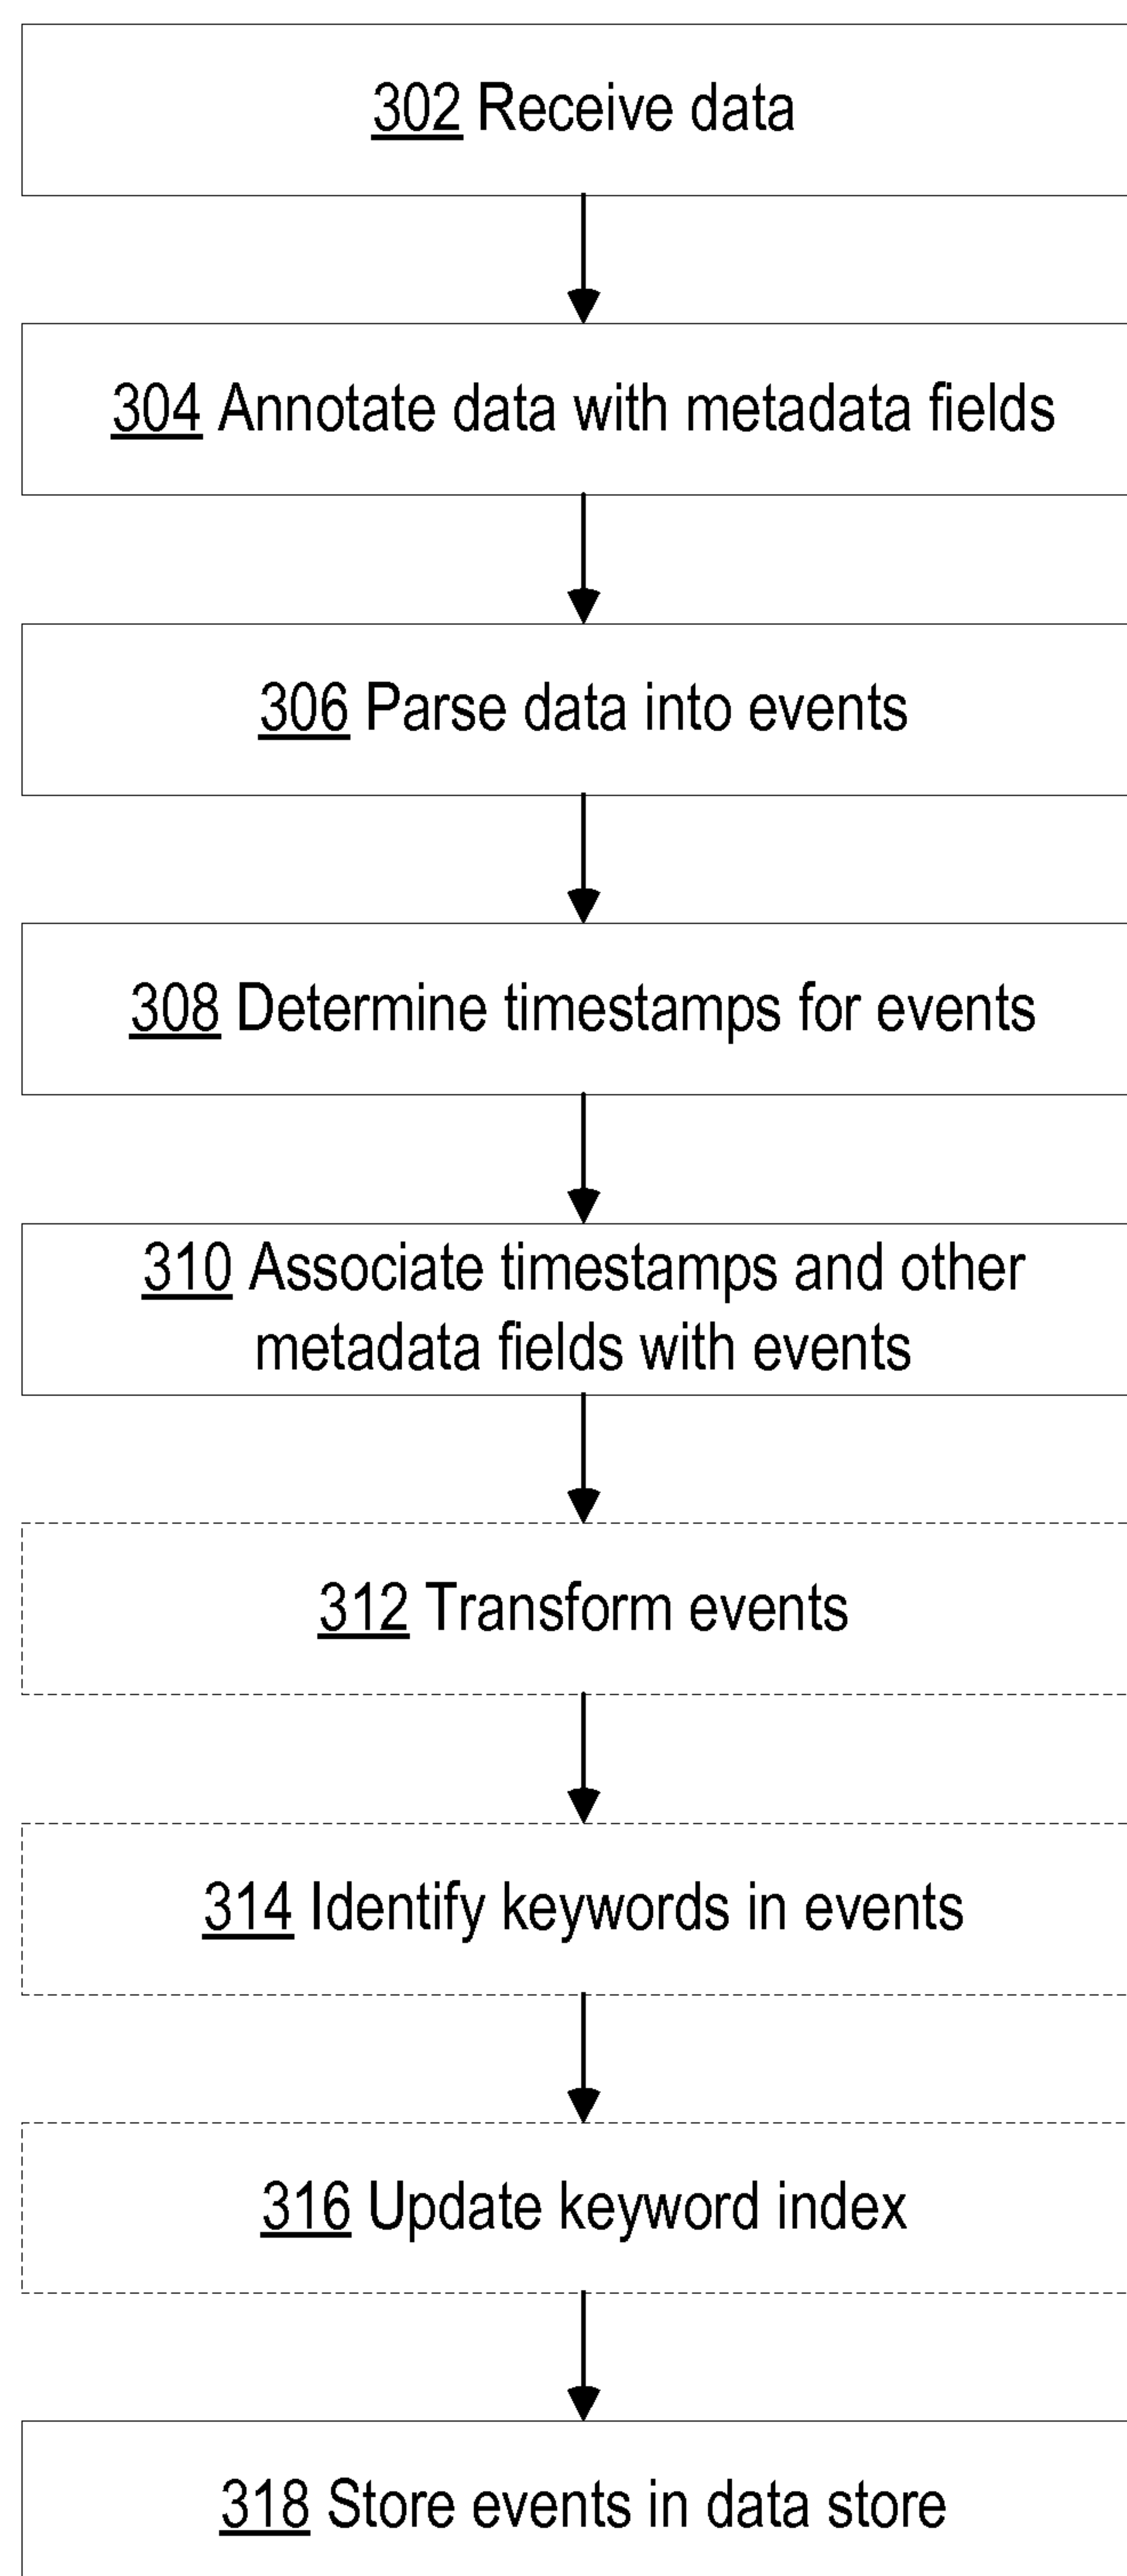 302 Receive data
304 Annotate data with metadata fields
306 Parse data into events
308 Determine timestamps for events
310 Associate timestamps and other
metadata fields with events
312 Transform events
314 Identify keywords in events
316 Update keyword index
318 Store events in data store